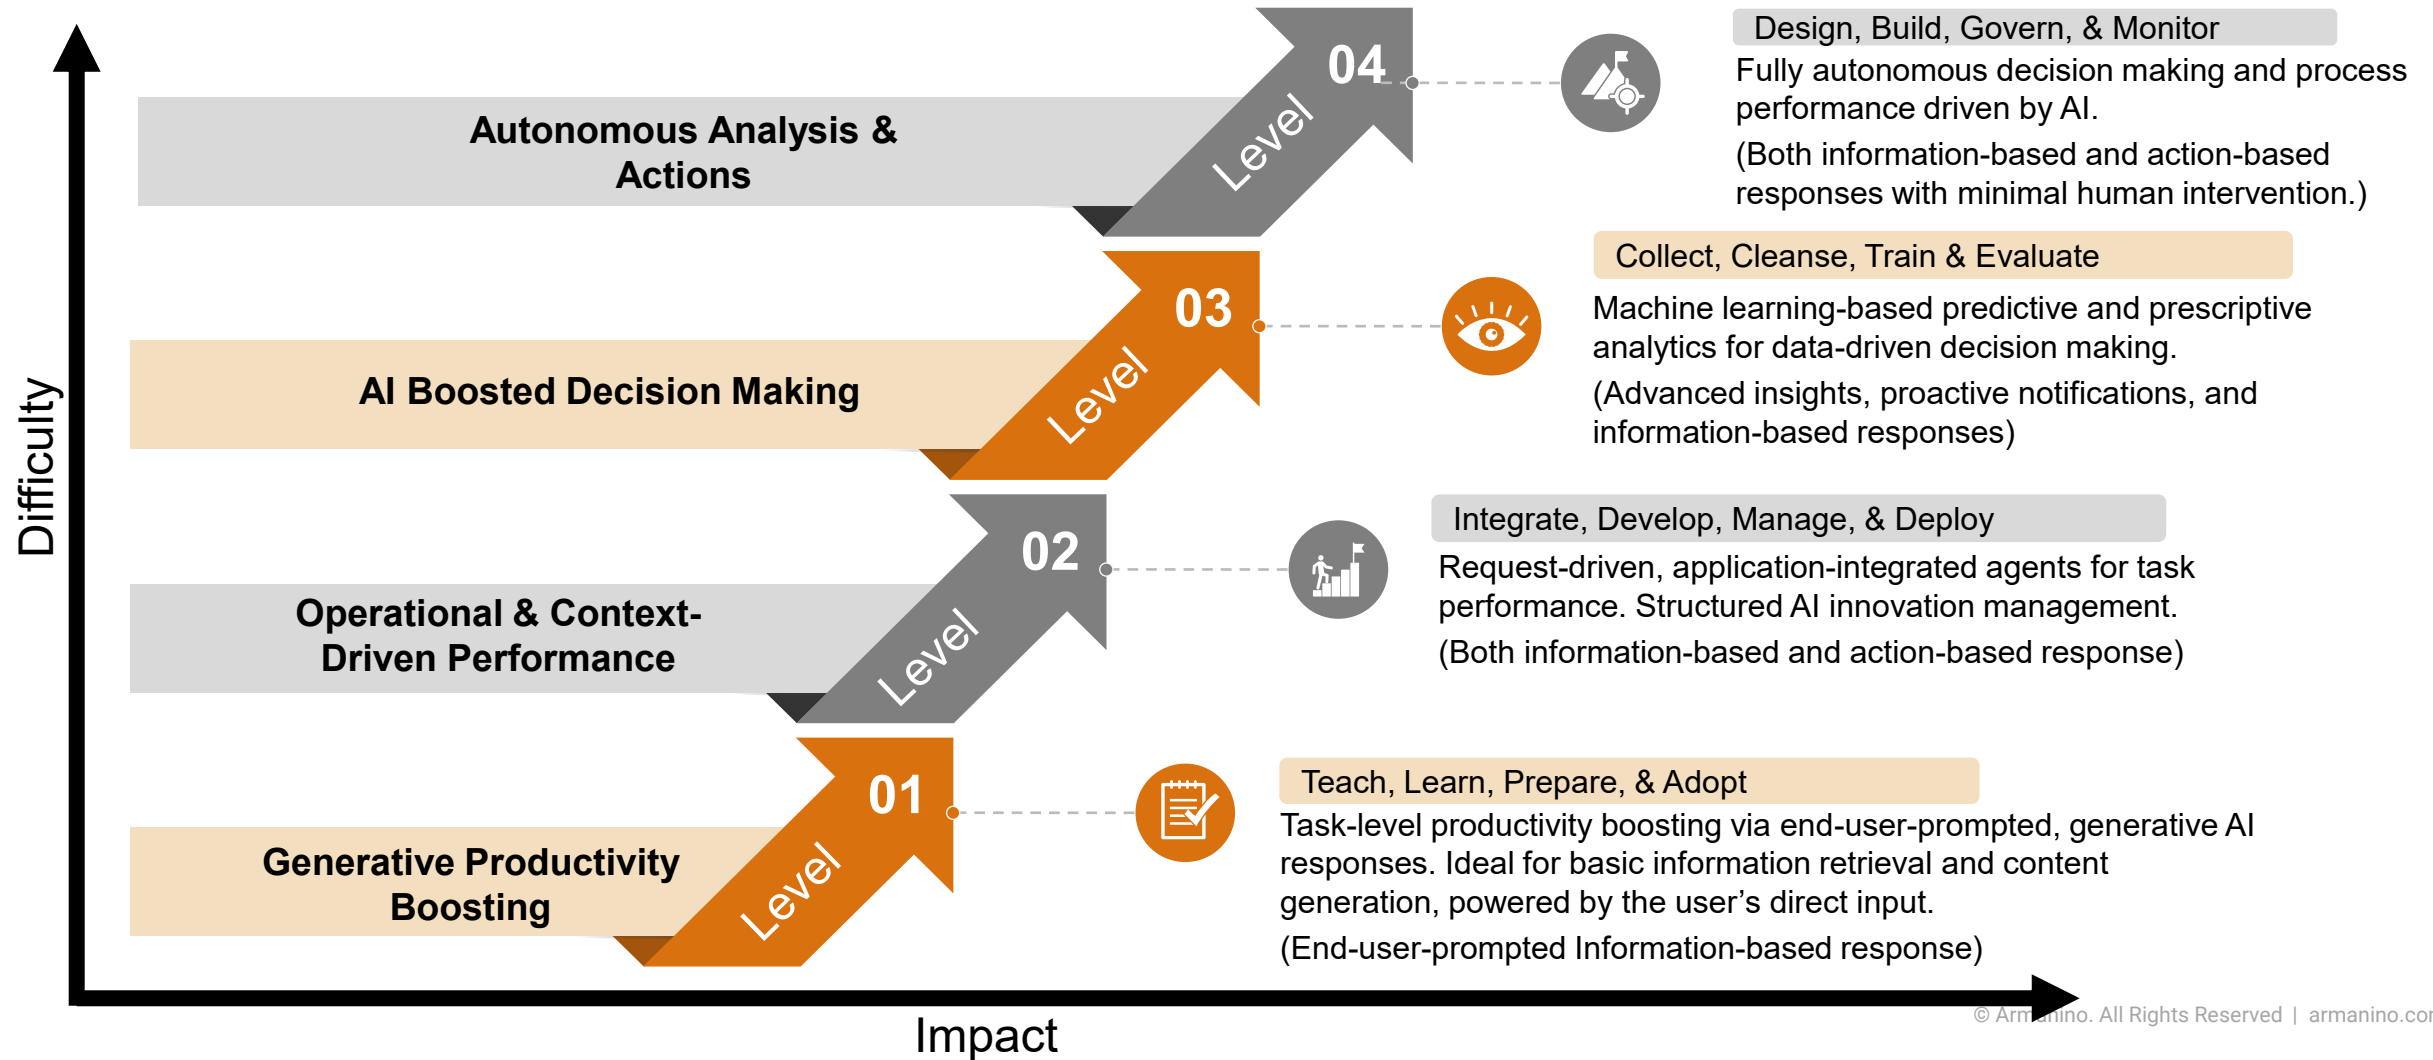 Design, Build, Govern, & Monitor
Fully autonomous decision making and process
performance driven by AI.
(Both information-based and action-based
responses with minimal human intervention.)
04
Level
Autonomous Analysis &
Actions
Collect, Cleanse, Train & Evaluate
Machine learning-based predictive and prescriptive
analytics for data-driven decision making.
(Advanced insights, proactive notifications, and
information-based responses)
03
Level
AI Boosted Decision Making
Difficulty
Integrate, Develop, Manage, & Deploy
Request-driven, application-integrated agents for task
performance. Structured AI innovation management.
(Both information-based and action-based response)
02
Level
Operational & Context-
Driven Performance
Teach, Learn, Prepare, & Adopt
Task-level productivity boosting via end-user-prompted, generative AI
responses. Ideal for basic information retrieval and content
generation, powered by the user’s direct input.
(End-user-prompted Information-based response)
01
Level
Generative Productivity
Boosting
Impact
© Armanino. All Rights Reserved | armanino.com